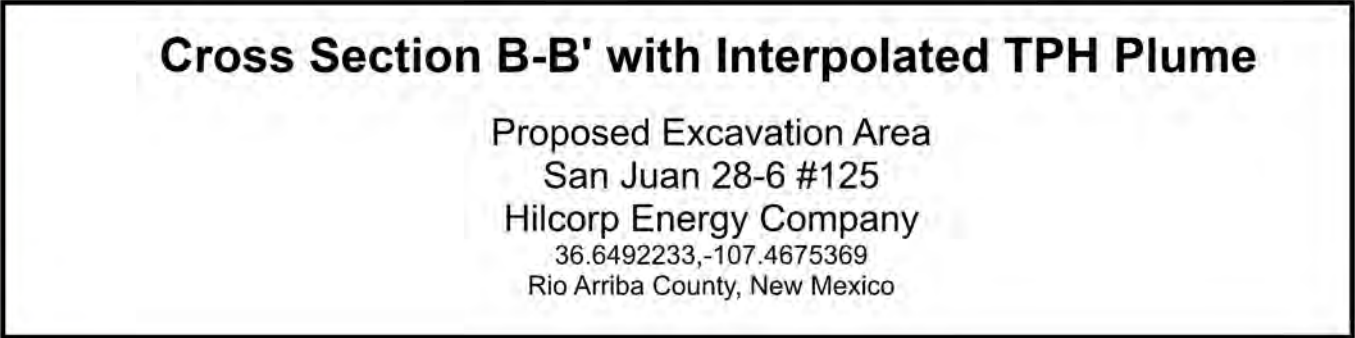 Cross Section B-B' with Interpolated TPH Plume
Proposed Excavation Area
San Juan 28-6 #125
Hilcorp Energy Company
36.6492233,-107.4675369
Rio Arriba County, New Mexico